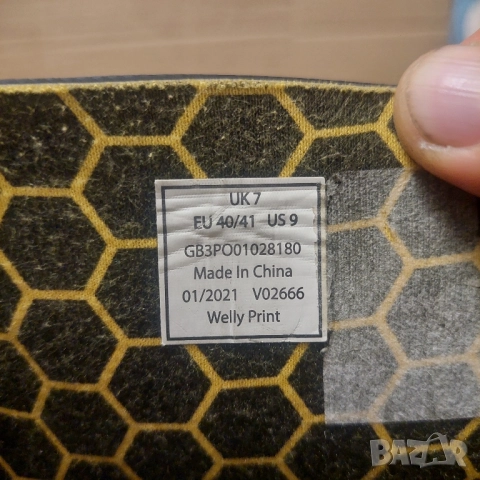 UK 7
EU 40/41 US 9
GB3PO01028180
Made In China
01/2021 V02666
Welly Print
BAZAR